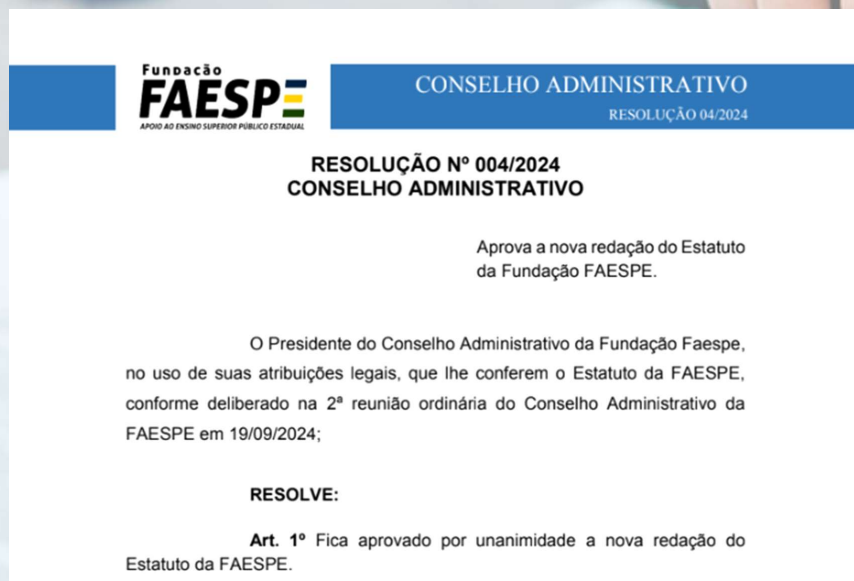 Fundação
FAESPE
APOIO AO ENSINO SUPERIOR PÚBLICO ESTADUAL
CONSELHO ADMINISTRATIVO
RESOLUÇÃO 04/2024
RESOLUÇÃO Nº 004/2024
CONSELHO ADMINISTRATIVO
Aprova a nova redação do Estatuto
da Fundação FAESPE.
O Presidente do Conselho Administrativo da Fundação Faespe,
no uso de suas atribuições legais, que lhe conferem o Estatuto da FAESPE,
conforme deliberado na 2ª reunião ordinária do Conselho Administrativo da
FAESPE em 19/09/2024;
RESOLVE:
Art. 1º Fica aprovado por unanimidade a nova redação do
Estatuto da FAESPE.